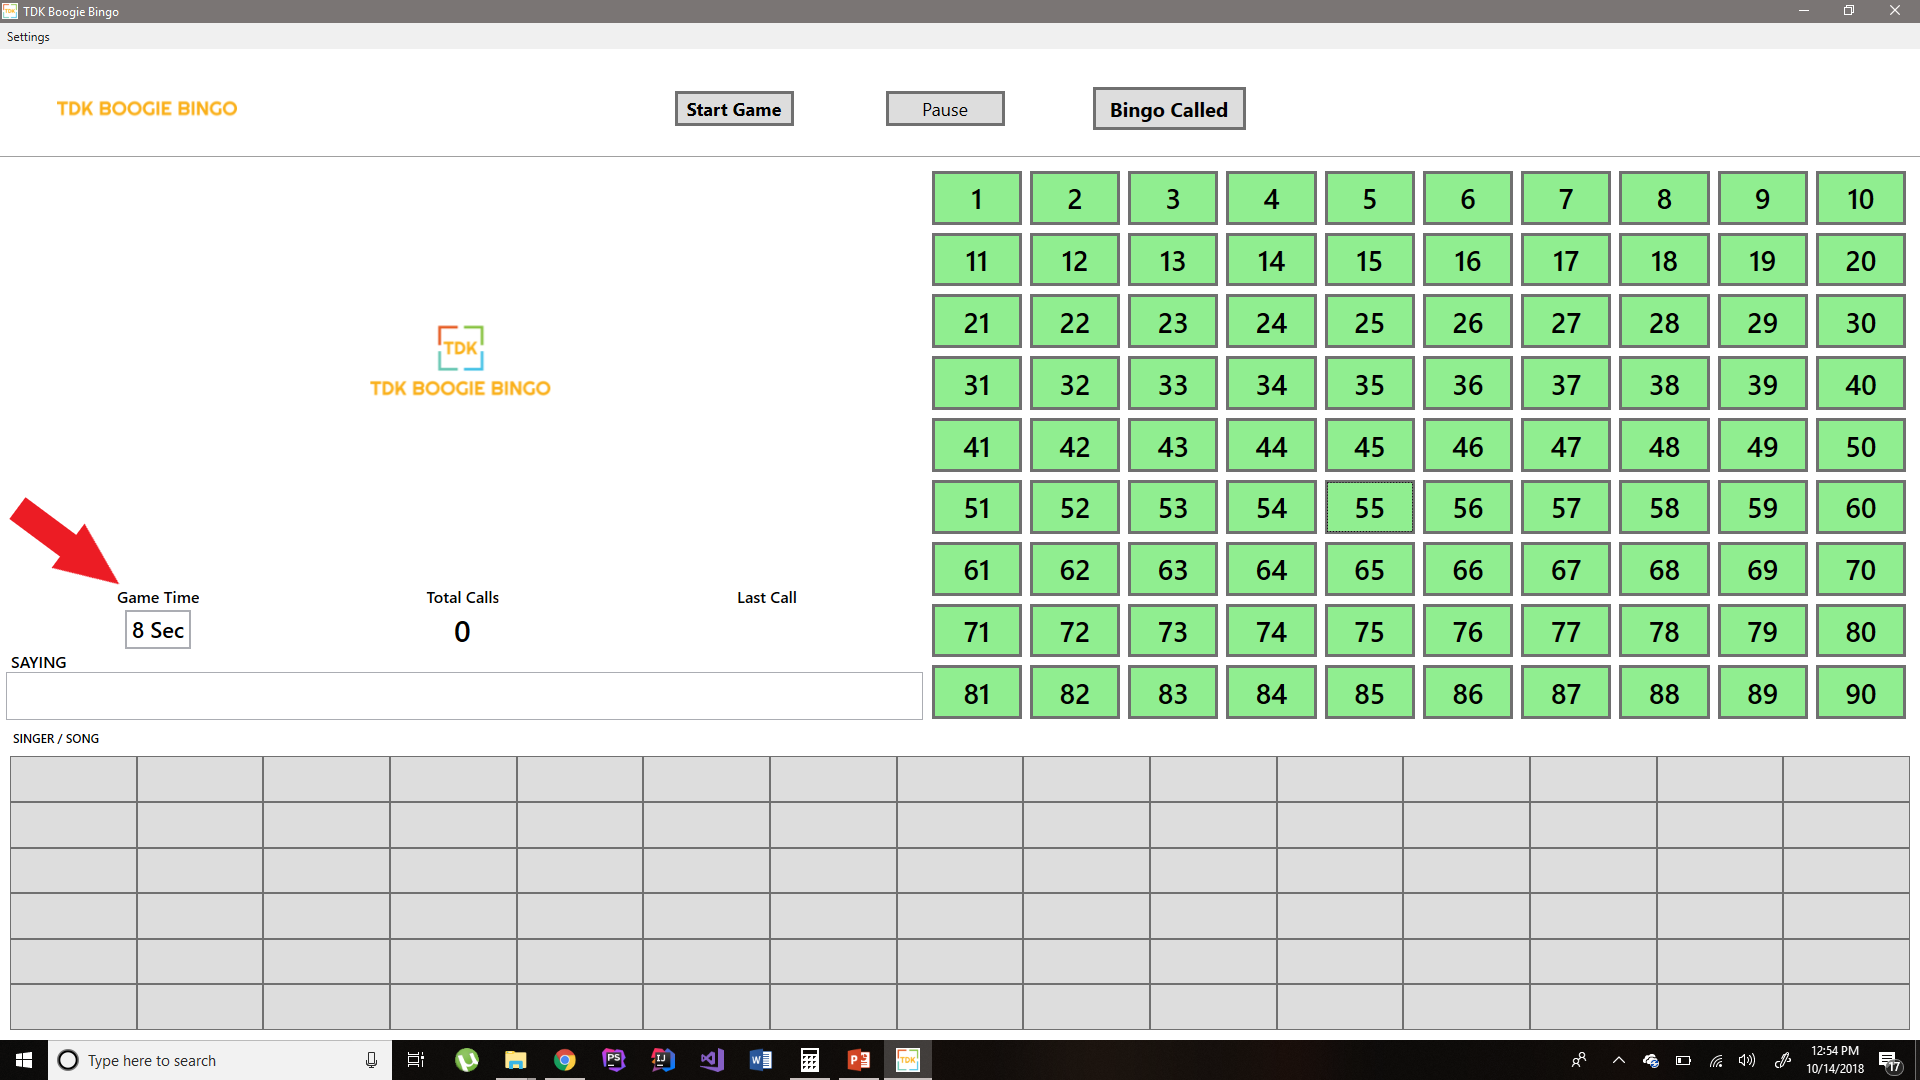 TDK Boogie Bingo
Settings
TDK BOOGIE BINGO
Start Game
Pause
Bingo Called
1 2 3 4 5 6 7 8 9 10
11 12 13 14 15 16 17 18 19 20
21 22 23 24 25 26 27 28 29 30
31 32 33 34 35 36 37 38 39 40
41 42 43 44 45 46 47 48 49 50
51 52 53 54 55 56 57 58 59 60
61 62 63 64 65 66 67 68 69 70
71 72 73 74 75 76 77 78 79 80
81 82 83 84 85 86 87 88 89 90
TDK
TDK BOOGIE BINGO
Game Time
8 Sec
Total Calls
0
Last Call
SAYING
SINGER / SONG
Type here to search
PS
IJ
W
P
TDK
12:54 PM
10/14/2018
17